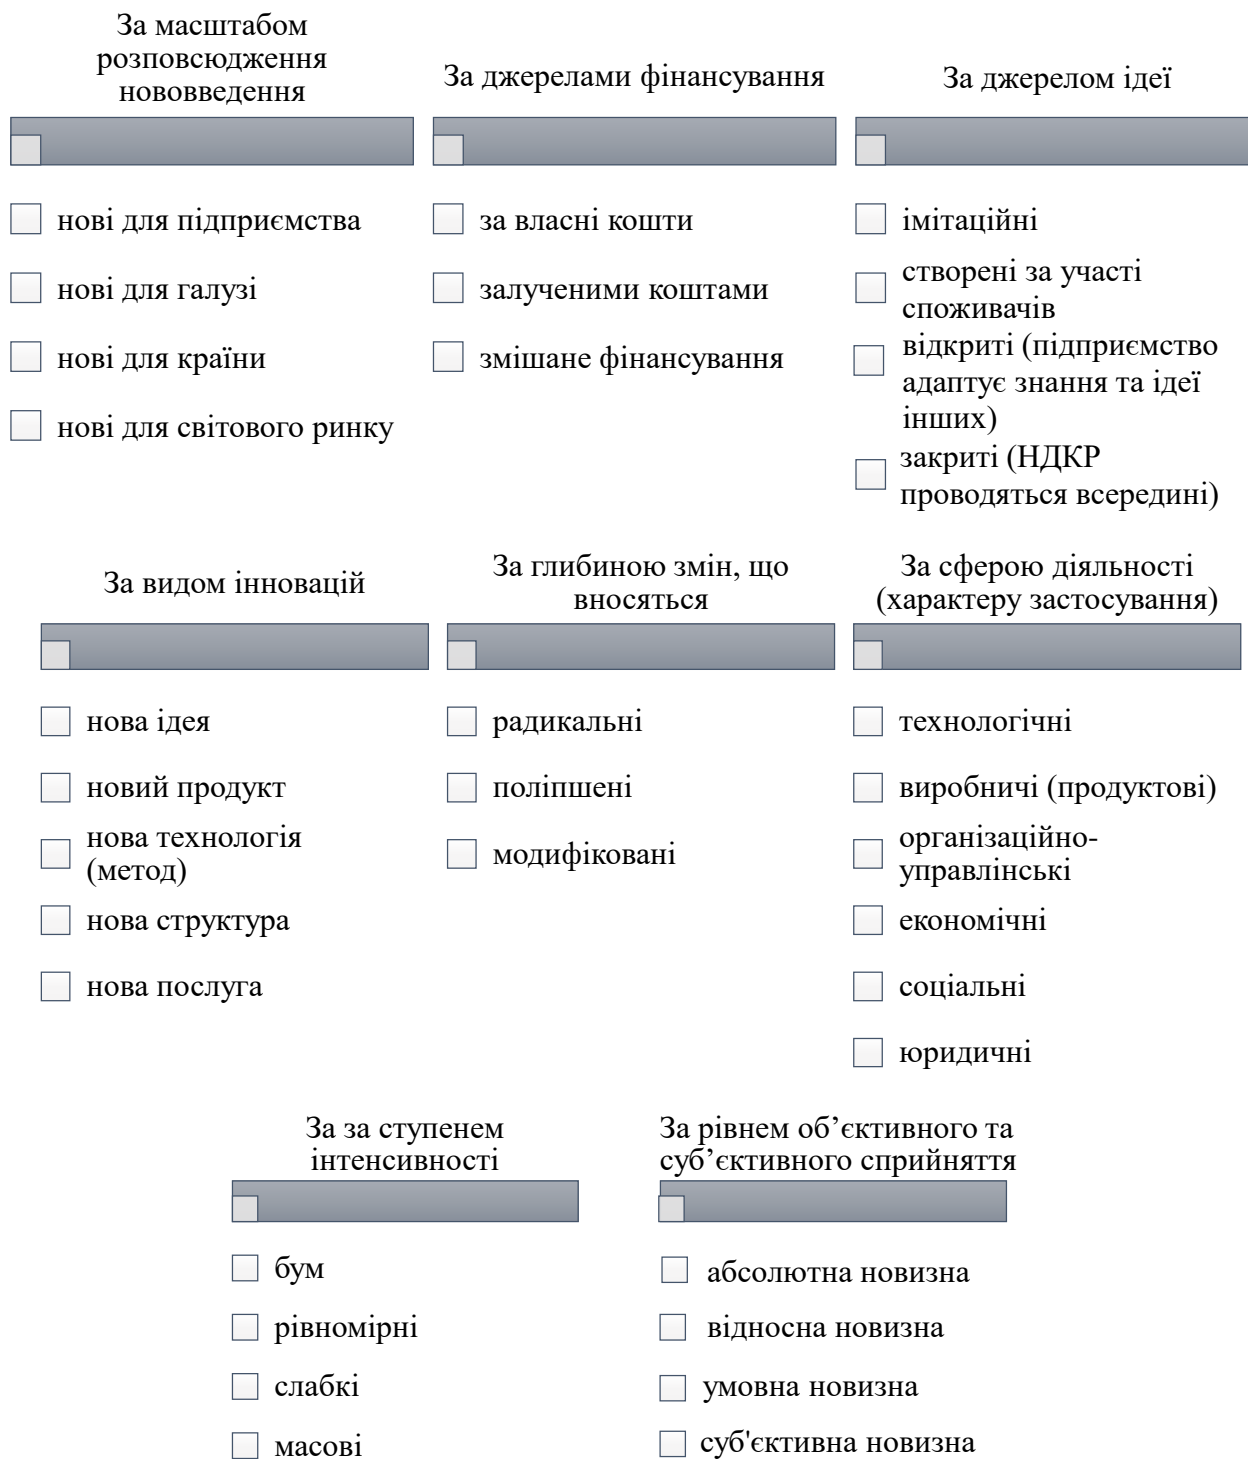 За масштабом
розповсюдження
нововведення
нові для підприємства
нові для галузі
нові для країни
нові для світового ринку
За джерелами фінансування
за власні кошти
залученими коштами
змішане фінансування
За джерелом ідеї
імітаційні
створені за участі
споживачів
відкриті (підприємство
адаптує знання та ідеї
інших)
закриті (НДКР
проводяться всередині)
За видом інновацій
нова ідея
новий продукт
нова технологія
(метод)
нова структура
нова послуга
За глибиною змін, що
вносяться
радикальні
поліпшені
модифіковані
За сферою діяльності
(характеру застосування)
технологічні
виробничі (продуктові)
організаційно-
управлінські
економічні
соціальні
юридичні
За за ступенем
інтенсивності
бум
рівномірні
слабкі
масові
За рівнем об’єктивного та
суб’єктивного сприйняття
абсолютна новизна
відносна новизна
умовна новизна
суб'єктивна новизна